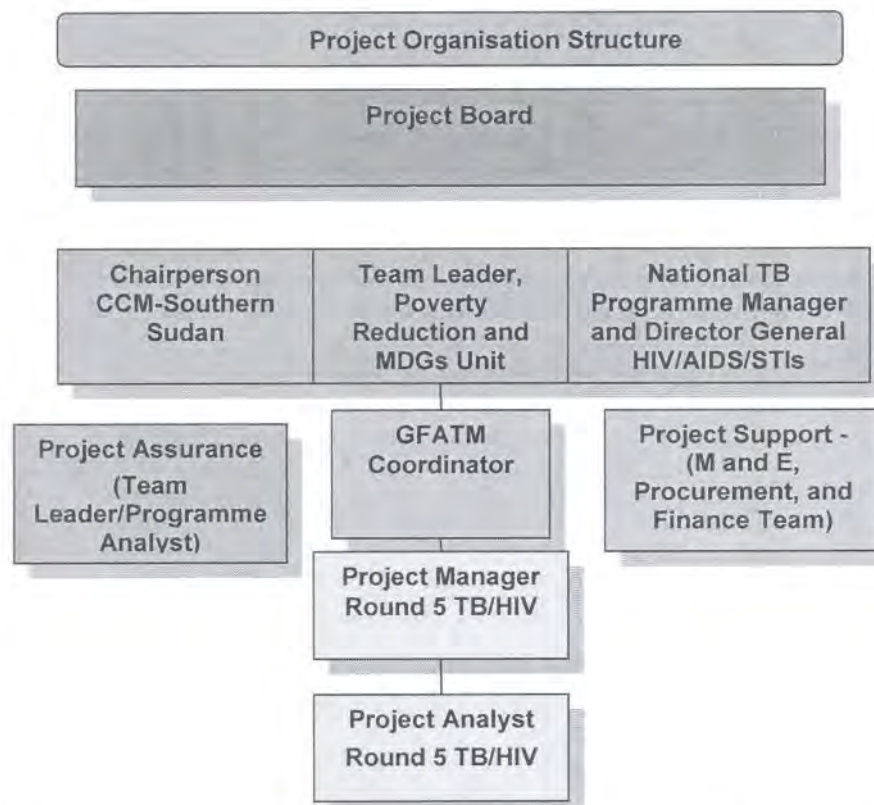 Project Organisation Structure
Project Board
Chairperson
CCM-Southern
Sudan
Team Leader,
Poverty
Reduction and
MDGs Unit
National TB
Programme Manager
and Director General
HIV/AIDS/STIs
Project Assurance
(Team
Leader/Programme
Analyst)
GFATM
Coordinator
Project Support -
(M and E,
Procurement, and
Finance Team)
Project Manager
Round 5 TB/HIV
Project Analyst
Round 5 TB/HIV